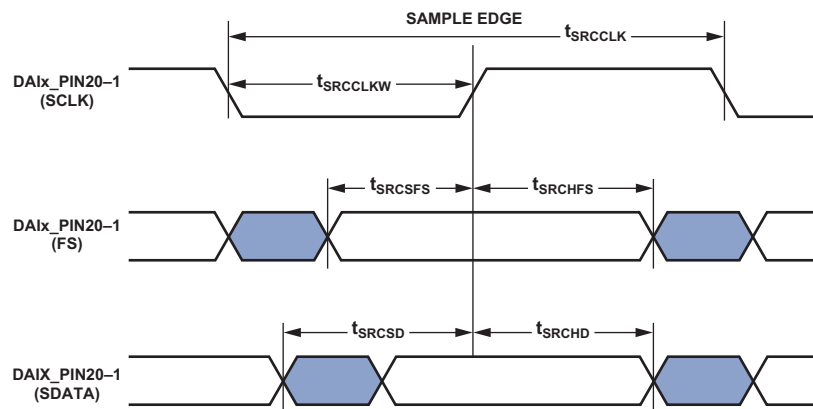 SAMPLE EDGE
tSRCCLK
DAIx_PIN20–1
(SCLK)
tSRCCLKW
tSRCSFS
tSRCHFS
DAIx_PIN20–1
(FS)
tSRCSD
tSRCHD
DAIX_PIN20–1
(SDATA)